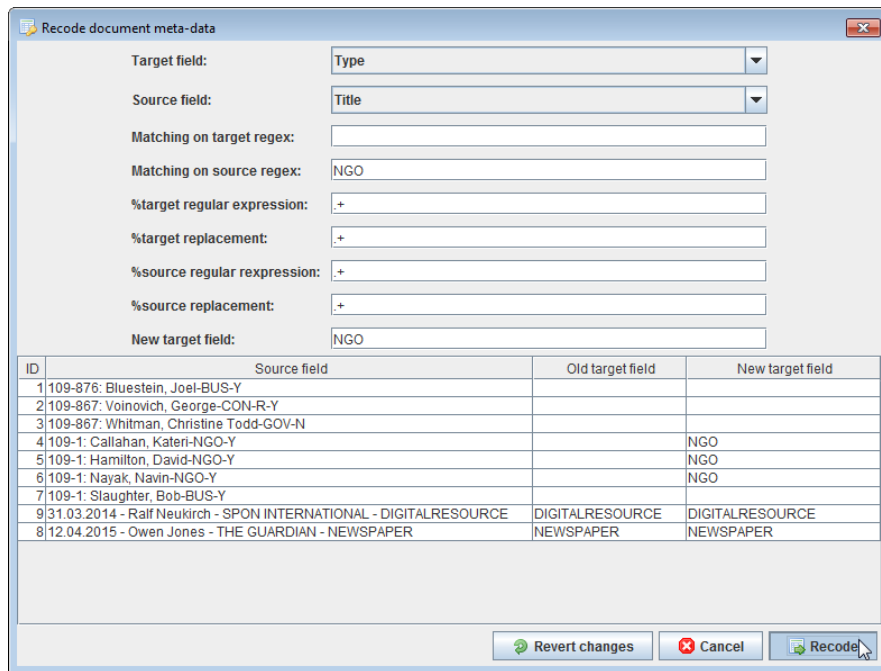 Recode document meta-data
Target field: Type
Source field: Title
Matching on target regex:
Matching on source regex: NGO
%target regular expression: .+
%target replacement: .+
%source regular rexpression: .+
%source replacement: .+
New target field: NGO
ID Source field Old target field New target field
1 109-876: Bluestein, Joel-BUS-Y
2 109-867: Voinovich, George-CON-R-Y
3 109-867: Whitman, Christine Todd-GOV-N
4 109-1: Callahan, Kateri-NGO-Y NGO
5 109-1: Hamilton, David-NGO-Y NGO
6 109-1: Nayak, Navin-NGO-Y NGO
7 109-1: Slaughter, Bob-BUS-Y
9 31.03.2014 - Ralf Neukirch - SPON INTERNATIONAL - DIGITALRESOURCE DIGITALRESOURCE DIGITALRESOURCE
8 12.04.2015 - Owen Jones - THE GUARDIAN - NEWSPAPER NEWSPAPER NEWSPAPER
Revert changes Cancel Recode